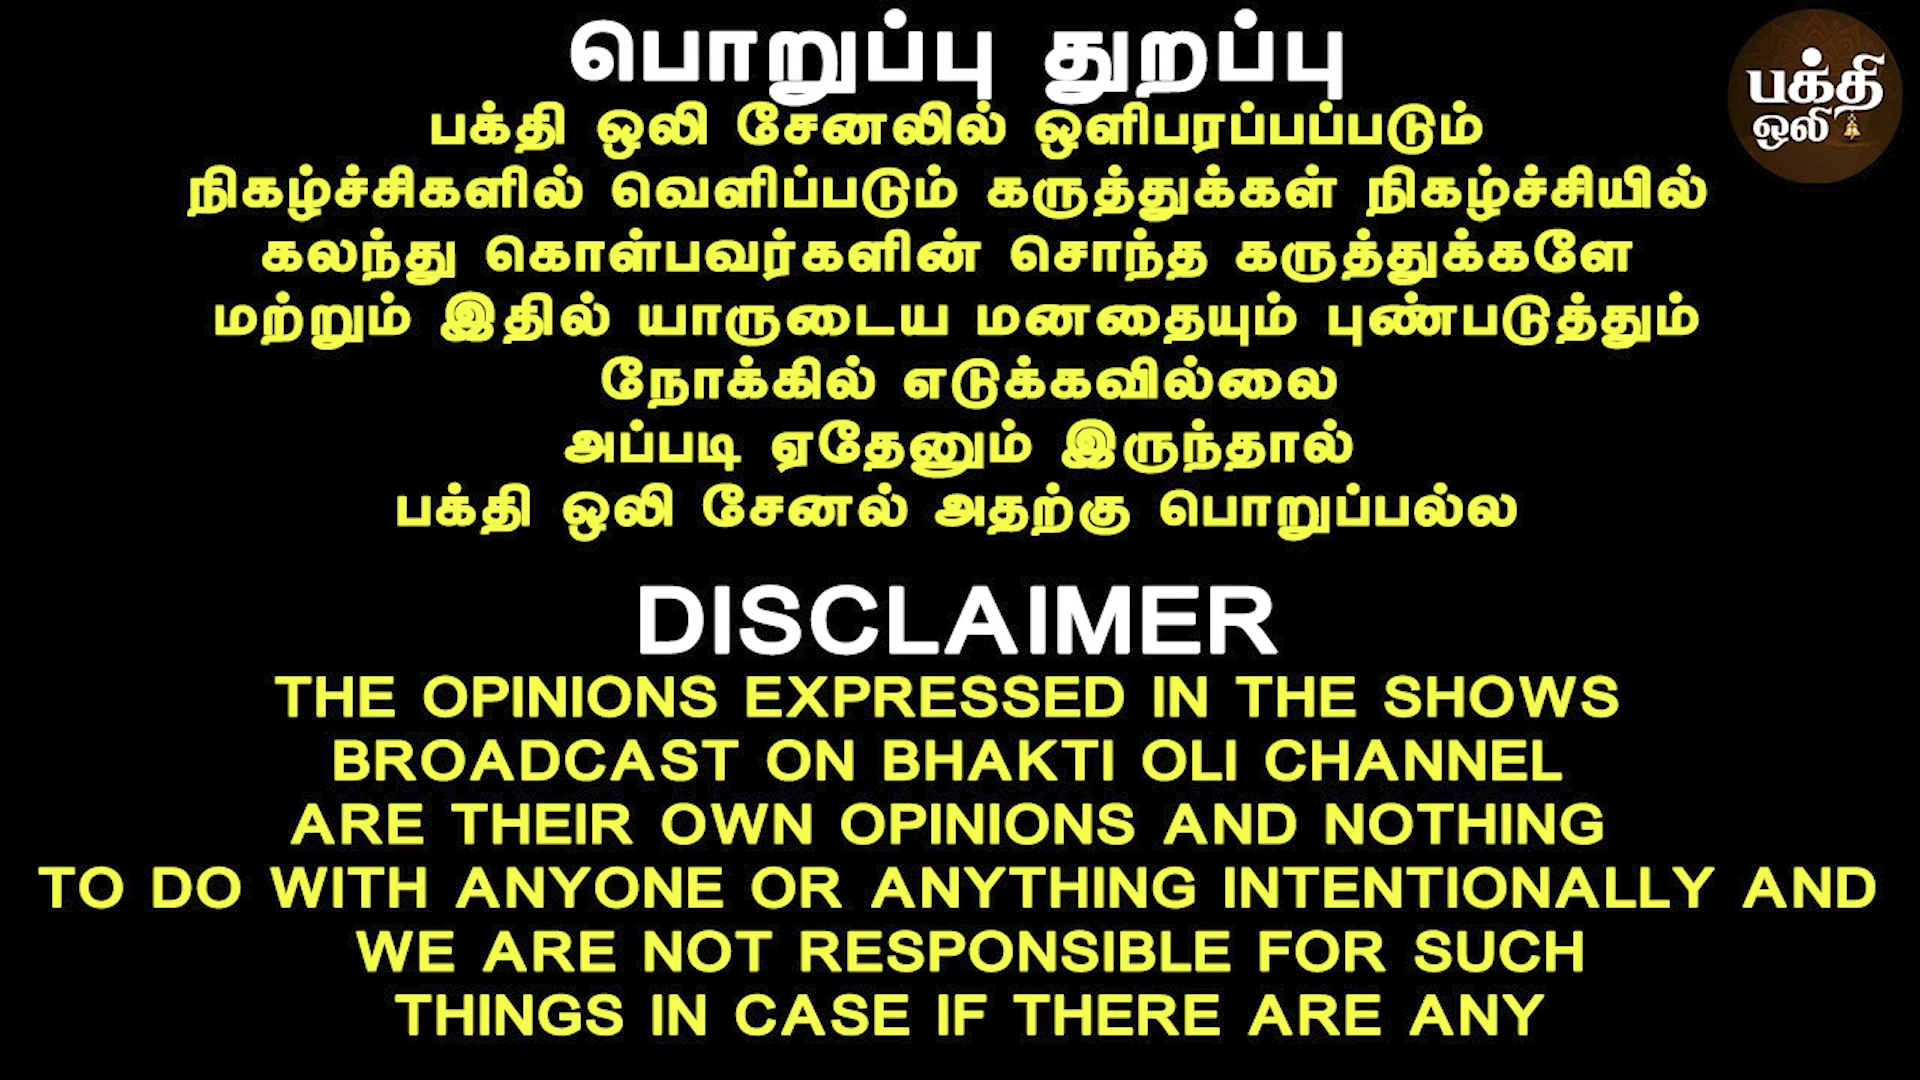 பொறுப்பு துறப்பு
பக்தி ஒலி சேனலில் ஒளிபரப்பப்படும்
நிகழ்ச்சிகளில் வெளிப்படும் கருத்துக்கள் நிகழ்ச்சியில்
கலந்து கொள்பவர்களின் சொந்த கருத்துக்களே
மற்றும் இதில் யாருடைய மனதையும் புண்படுத்தும்
நோக்கில் எடுக்கவில்லை
அப்படி ஏதேனும் இருந்தால்
பக்தி ஒலி சேனல் அதற்கு பொறுப்பல்ல
பக்தி
ஒலி
DISCLAIMER
THE OPINIONS EXPRESSED IN THE SHOWS
BROADCAST ON BHAKTI OLI CHANNEL
ARE THEIR OWN OPINIONS AND NOTHING
TO DO WITH ANYONE OR ANYTHING INTENTIONALLY AND
WE ARE NOT RESPONSIBLE FOR SUCH
THINGS IN CASE IF THERE ARE ANY